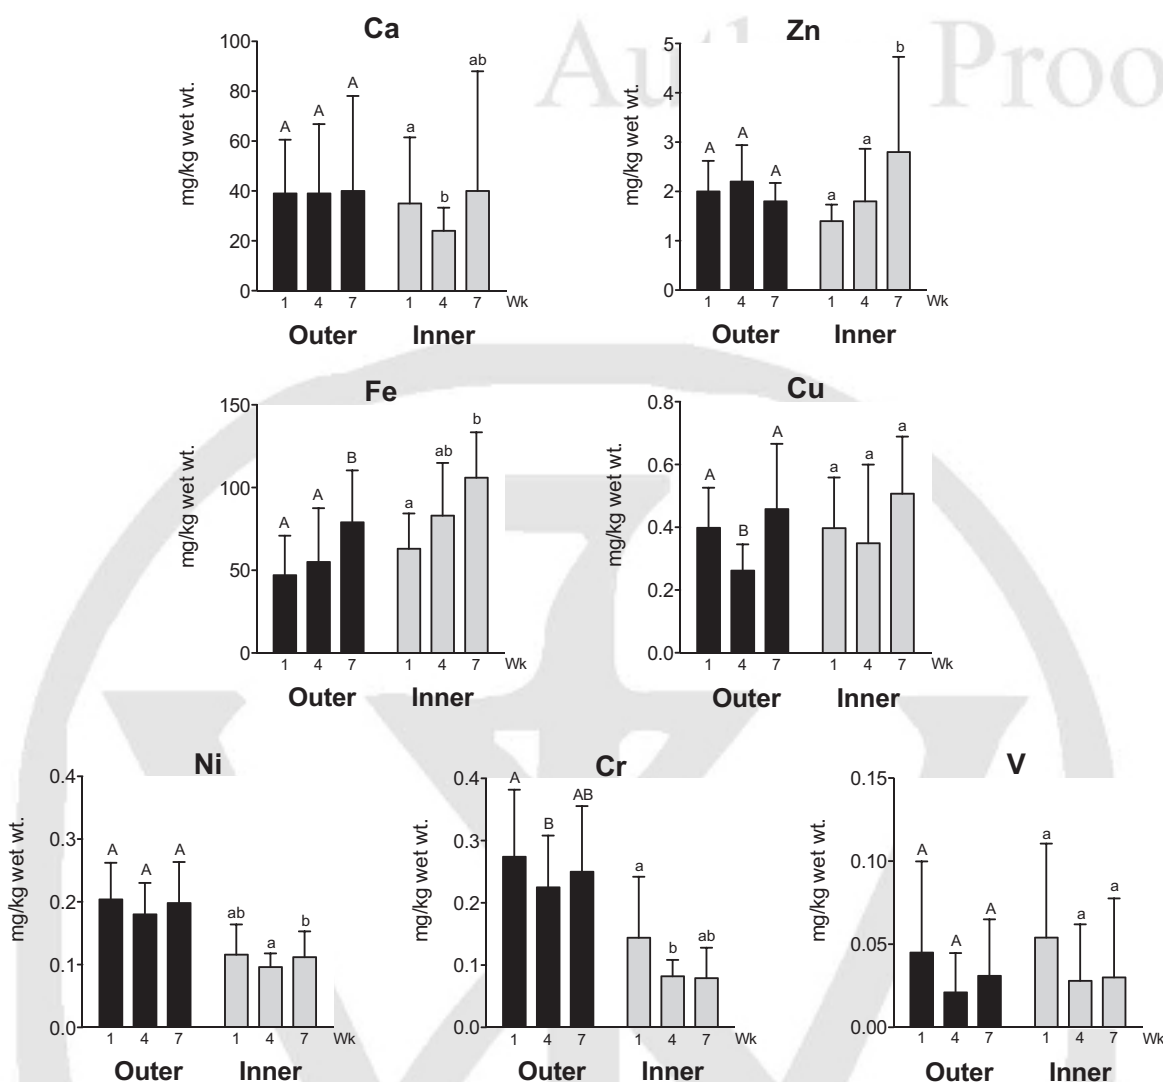 Author Proo
Ca
100
80
60
40
20
0
mg/kg wet wt.
A A A a b ab
1 4 7 1 4 7 Wk
Outer Inner
Zn
5
4
3
2
1
0
mg/kg wet wt.
A A A a a b
1 4 7 1 4 7 Wk
Outer Inner
Fe
150
100
50
0
mg/kg wet wt.
A A B a ab b
1 4 7 1 4 7 Wk
Outer Inner
Cu
0.8
0.6
0.4
0.2
0.0
mg/kg wet wt.
A B A a a a
1 4 7 1 4 7 Wk
Outer Inner
Ni
0.4
0.3
0.2
0.1
0.0
mg/kg wet wt.
A A A ab a b
1 4 7 1 4 7 Wk
Outer Inner
Cr
0.4
0.3
0.2
0.1
0.0
mg/kg wet wt.
A B AB a b ab
1 4 7 1 4 7 Wk
Outer Inner
V
0.15
0.10
0.05
0.00
mg/kg wet wt.
A A A a a a
1 4 7 1 4 7 Wk
Outer Inner